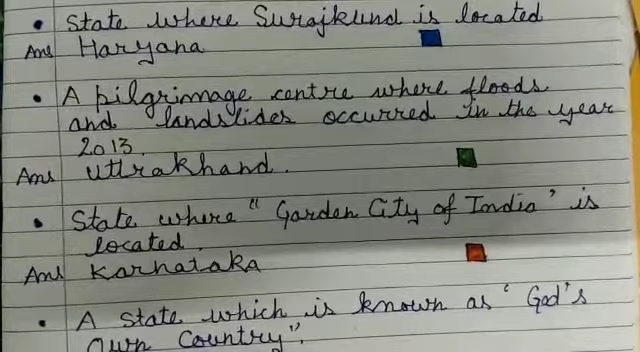 • State where Surajkund is located
Ans Haryana
• A pilgrimage centre where floods
and landslides occurred in the year
2013.
Ans Uttrakhand.
• State where "Garden City of India' is
located.
Ans Karnataka
• A state which is known as 'God's
Own Country".